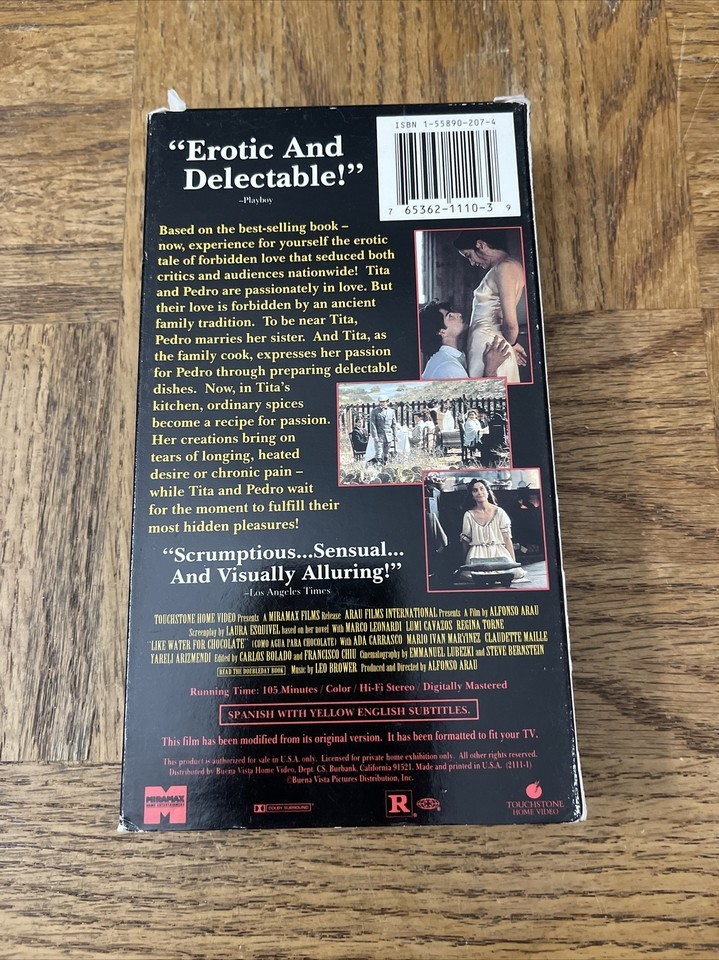 “Erotic And
Delectable!”
–Playboy
ISBN 1-55890-207-4
7 65362-1110-3 9
Based on the best-selling book –
now, experience for yourself the erotic
tale of forbidden love that seduced both
critics and audiences nationwide! Tita
and Pedro are passionately in love. But
their love is forbidden by an ancient
family tradition. To be near Tita,
Pedro marries her sister. And Tita, as
the family cook, expresses her passion
for Pedro through preparing delectable
dishes. Now, in Tita's
kitchen, ordinary spices
become a recipe for passion.
Her creations bring on
tears of longing, heated
desire or chronic pain –
while Tita and Pedro wait
for the moment to fulfill their
most hidden pleasures!
“Scrumptious...Sensual...
And Visually Alluring!”
–Los Angeles Times
TOUCHSTONE HOME VIDEO Presents A MIRAMAX FILMS Release ARAU FILMS INTERNATIONAL Presents A Film by ALFONSO ARAU
Screenplay by LAURA ESQUIVEL based on her novel With MARCO LEONARDI LUMI CAVAZOS REGINA TORNE
"LIKE WATER FOR CHOCOLATE" (COMO AGUA PARA CHOCOLATE) With ADA CARRASCO MARIO IVAN MARTINEZ CLAUDETTE MAILLE
YARELI ARIZMENDI Edited by CARLOS BOLADO and FRANCISCO CHIU Cinematography by EMMANUEL LUBEZKI and STEVE BERNSTEIN
READ THE DOUBLEDAY BOOK Music by LEO BROWER Produced and Directed by ALFONSO ARAU
Running Time: 105 Minutes / Color / Hi-Fi Stereo / Digitally Mastered
SPANISH WITH YELLOW ENGLISH SUBTITLES.
This film has been modified from its original version. It has been formatted to fit your TV.
This product is authorized for sale in U.S.A. only. Licensed for private home exhibition only. All other rights reserved.
Distributed by Buena Vista Home Video, Dept. CS, Burbank, California 91521. Made and printed in U.S.A. (2111-1)
©Buena Vista Pictures Distribution, Inc.
MIRAMAX
HOME ENTERTAINMENT
DOLBY SURROUND
R
TOUCHSTONE
HOME VIDEO